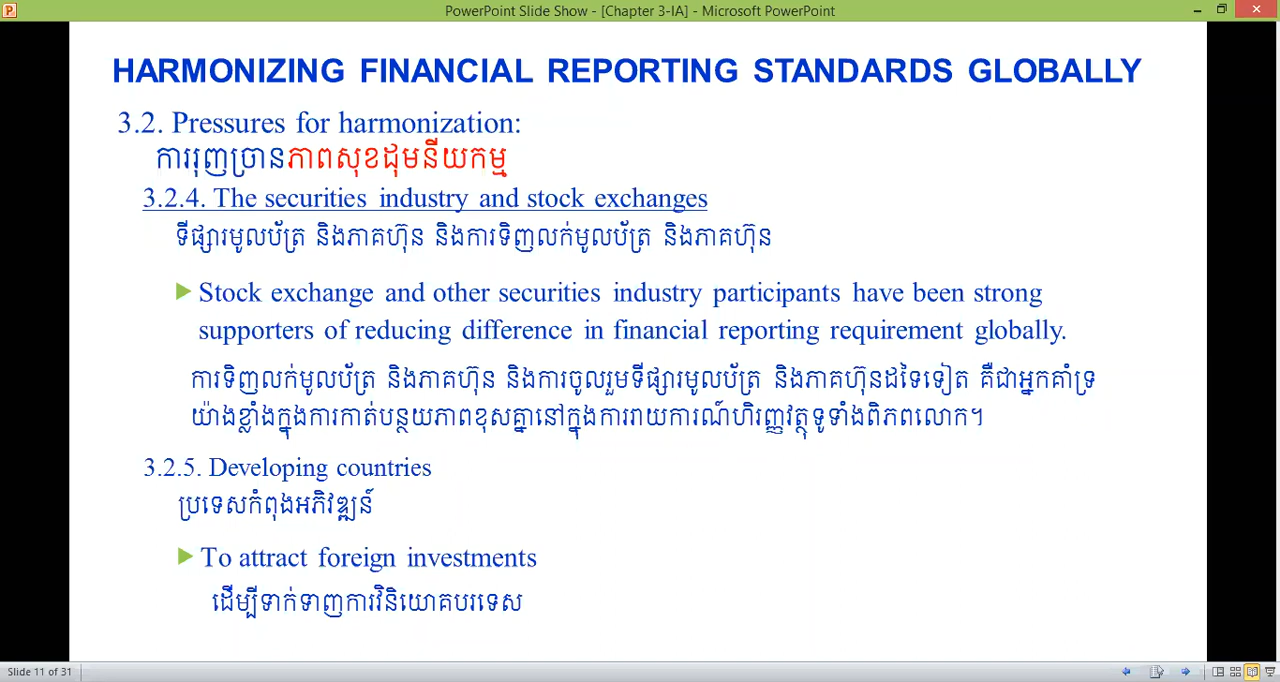 PowerPoint Slide Show - [Chapter 3-IA] - Microsoft PowerPoint
HARMONIZING FINANCIAL REPORTING STANDARDS GLOBALLY
3.2. Pressures for harmonization:
ការរុញច្រានភាពសុខដុមនីយកម្ម
3.2.4. The securities industry and stock exchanges
ទីផ្សារមូលប័ត្រ និងភាគហ៊ុន និងការទិញលក់មូលប័ត្រ និងភាគហ៊ុន
Stock exchange and other securities industry participants have been strong
supporters of reducing difference in financial reporting requirement globally.
ការទិញលក់មូលប័ត្រ និងភាគហ៊ុន និងការចូលរួមទីផ្សារមូលប័ត្រ និងភាគហ៊ុនដទៃទៀត គឺជាអ្នកគាំទ្រ
យ៉ាងខ្លាំងក្នុងការកាត់បន្ថយភាពខុសគ្នានៅក្នុងការរាយការណ៍ហិរញ្ញវត្ថុទូទាំងពិភពលោក។
3.2.5. Developing countries
ប្រទេសកំពុងអភិវឌ្ឍន៍
To attract foreign investments
ដើម្បីទាក់ទាញការវិនិយោគបរទេស
Slide 11 of 31